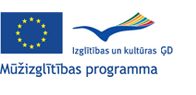 Izglītības un kultūras ĢD
Mūžizglītības programma